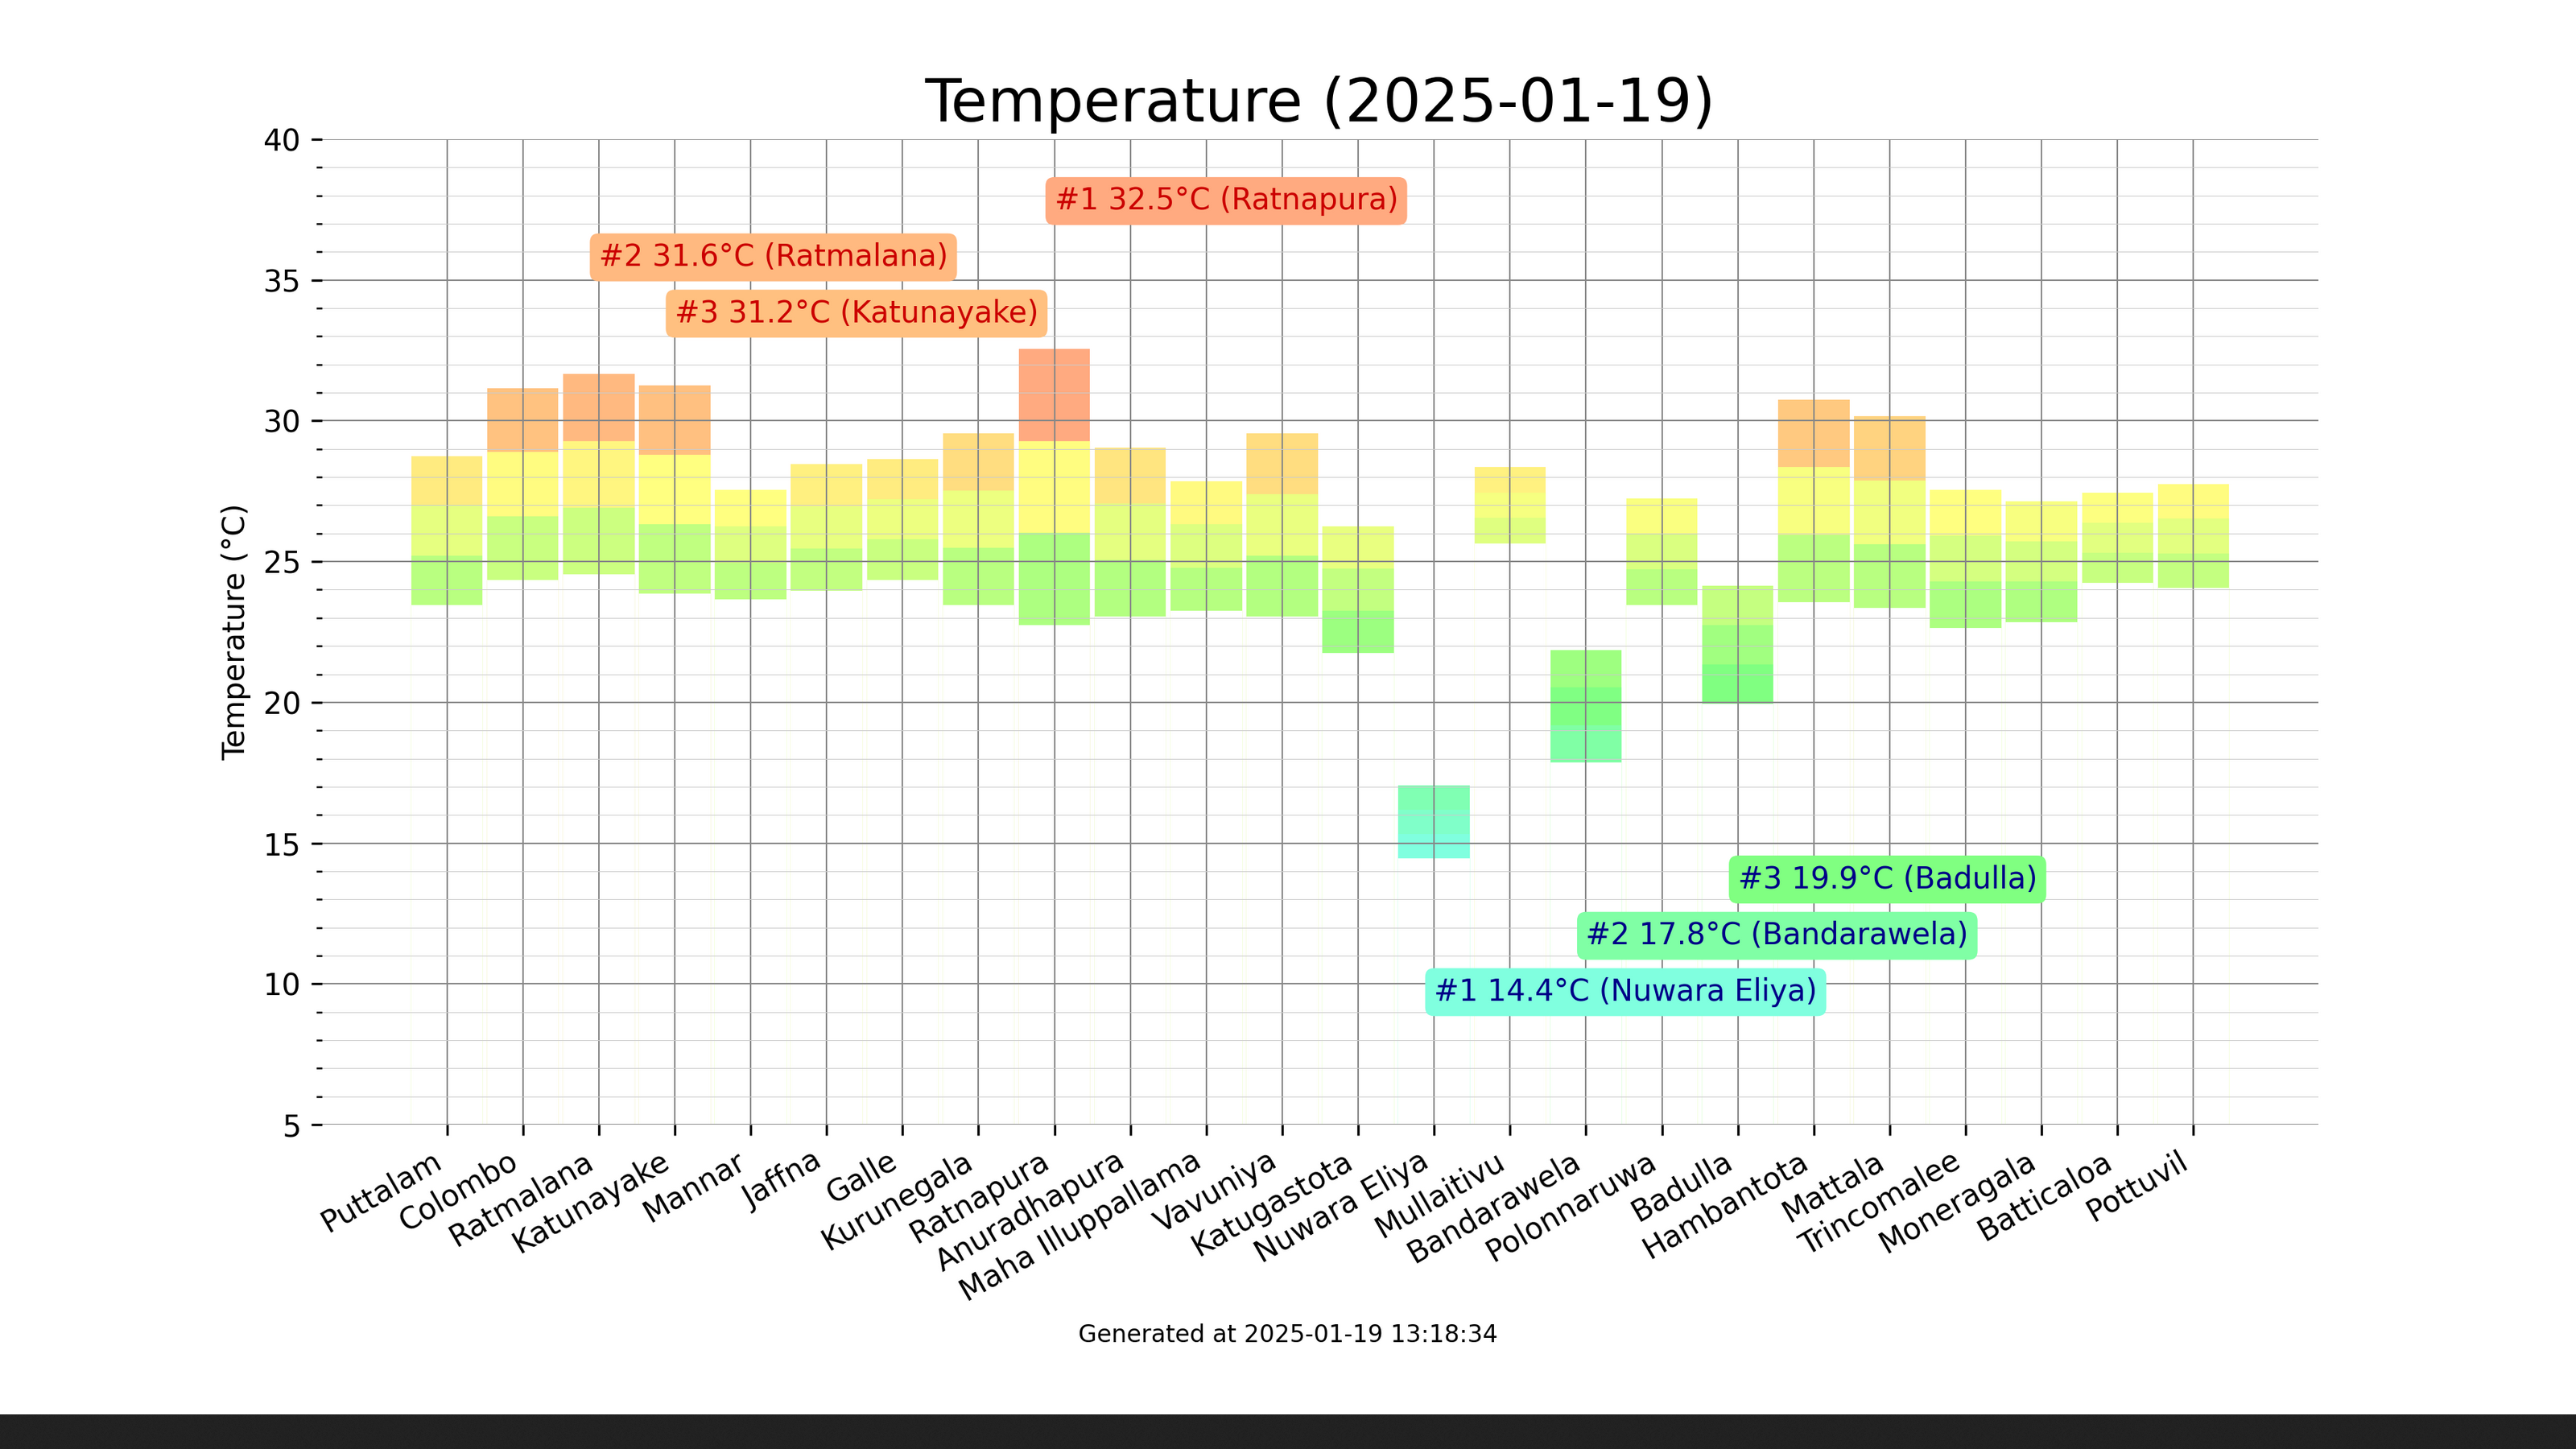 Temperature (2025-01-19)
40
#1 32.5°C (Ratnapura)
#2 31.6°C (Ratmalana)
35
#3 31.2°C (Katunayake)
30
25
Temperature (°C)
20
15
#3 19.9°C (Badulla)
#2 17.8°C (Bandarawela)
10
#1 14.4°C (Nuwara Eliya)
5
Puttalam
Colombo
Ratmalana
Katunayake
Mannar
Jaffna
Galle
Kurunegala
Ratnapura
Anuradhapura
Maha Illuppallama
Vavuniya
Katugastota
Nuwara Eliya
Mullaitivu
Bandarawela
Polonnaruwa
Badulla
Hambantota
Mattala
Trincomalee
Moneragala
Batticaloa
Pottuvil
Generated at 2025-01-19 13:18:34